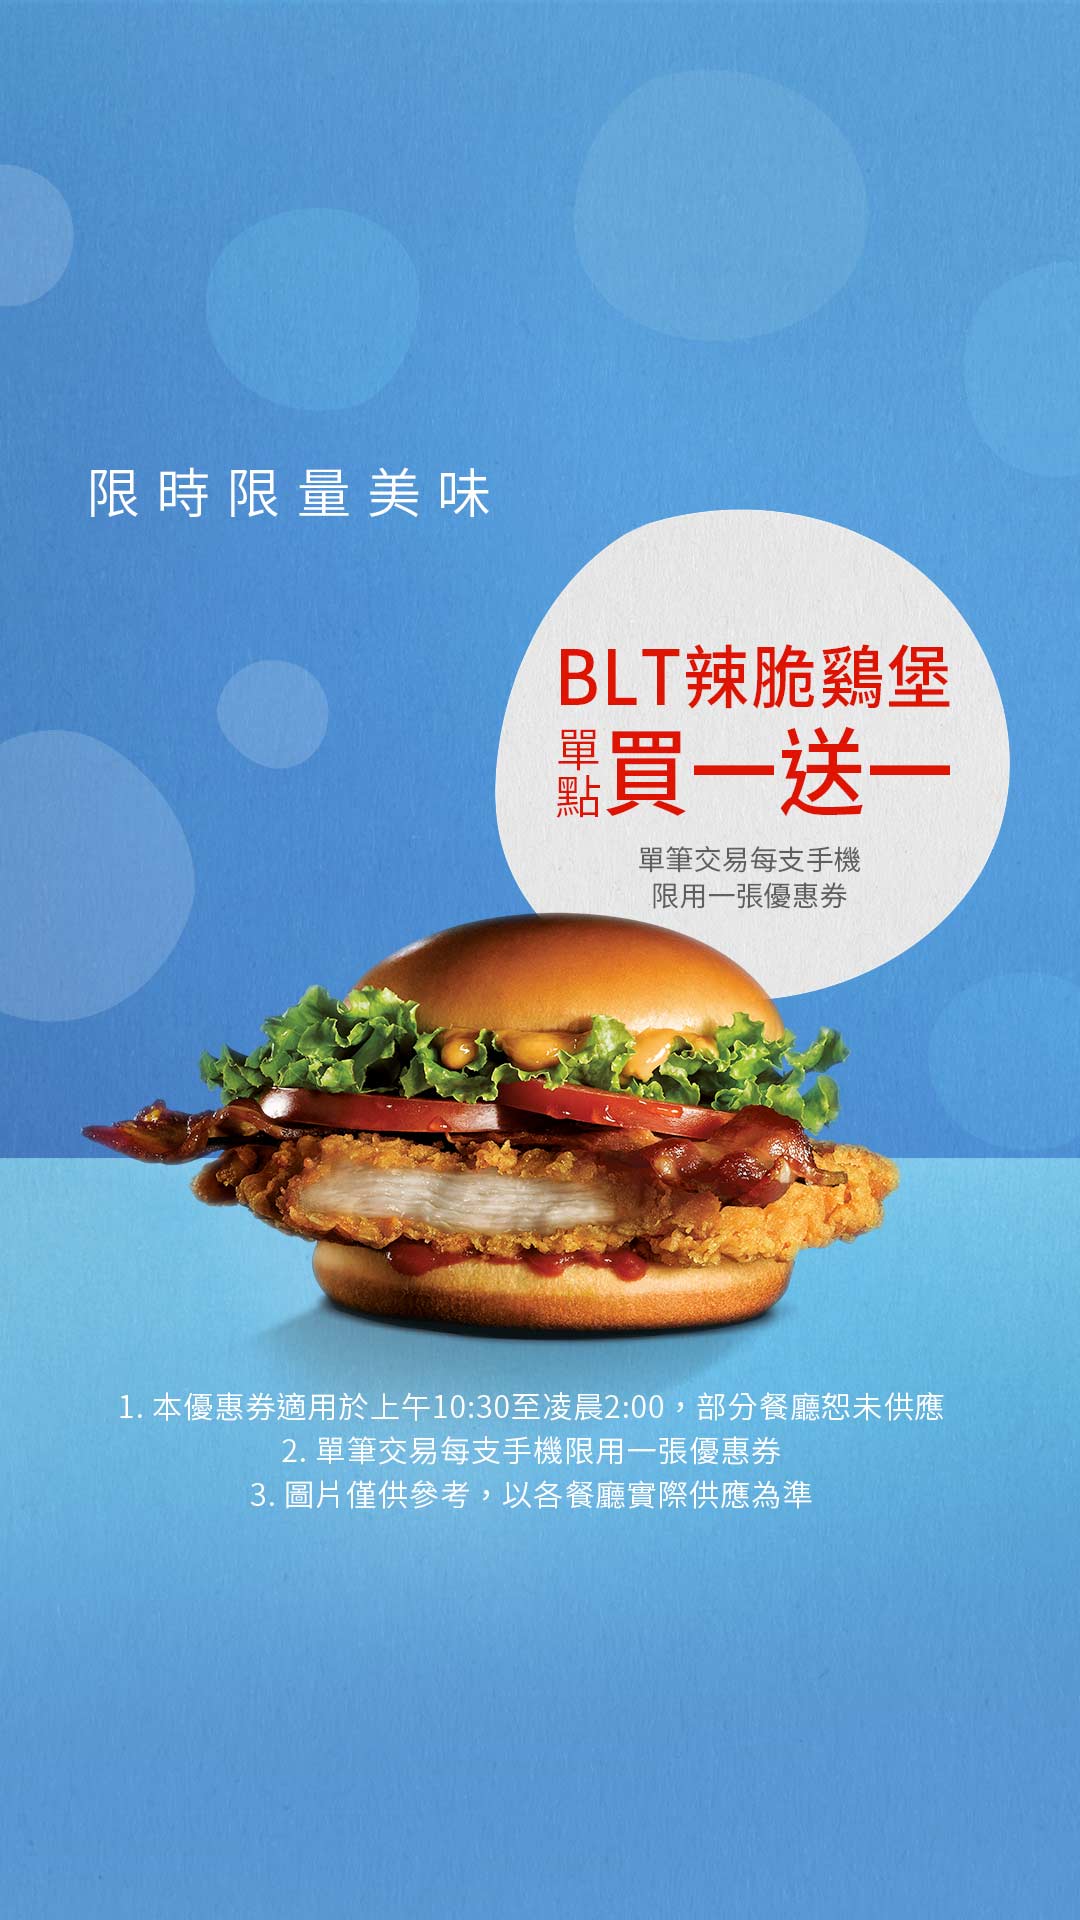 限時限量美味
BLT辣脆鷄堡
單點買一送一
單筆交易每支手機
限用一張優惠券
1. 本優惠券適用於上午10:30至凌晨2:00，部分餐廳恕未供應
2. 單筆交易每支手機限用一張優惠券
3. 圖片僅供參考，以各餐廳實際供應為準